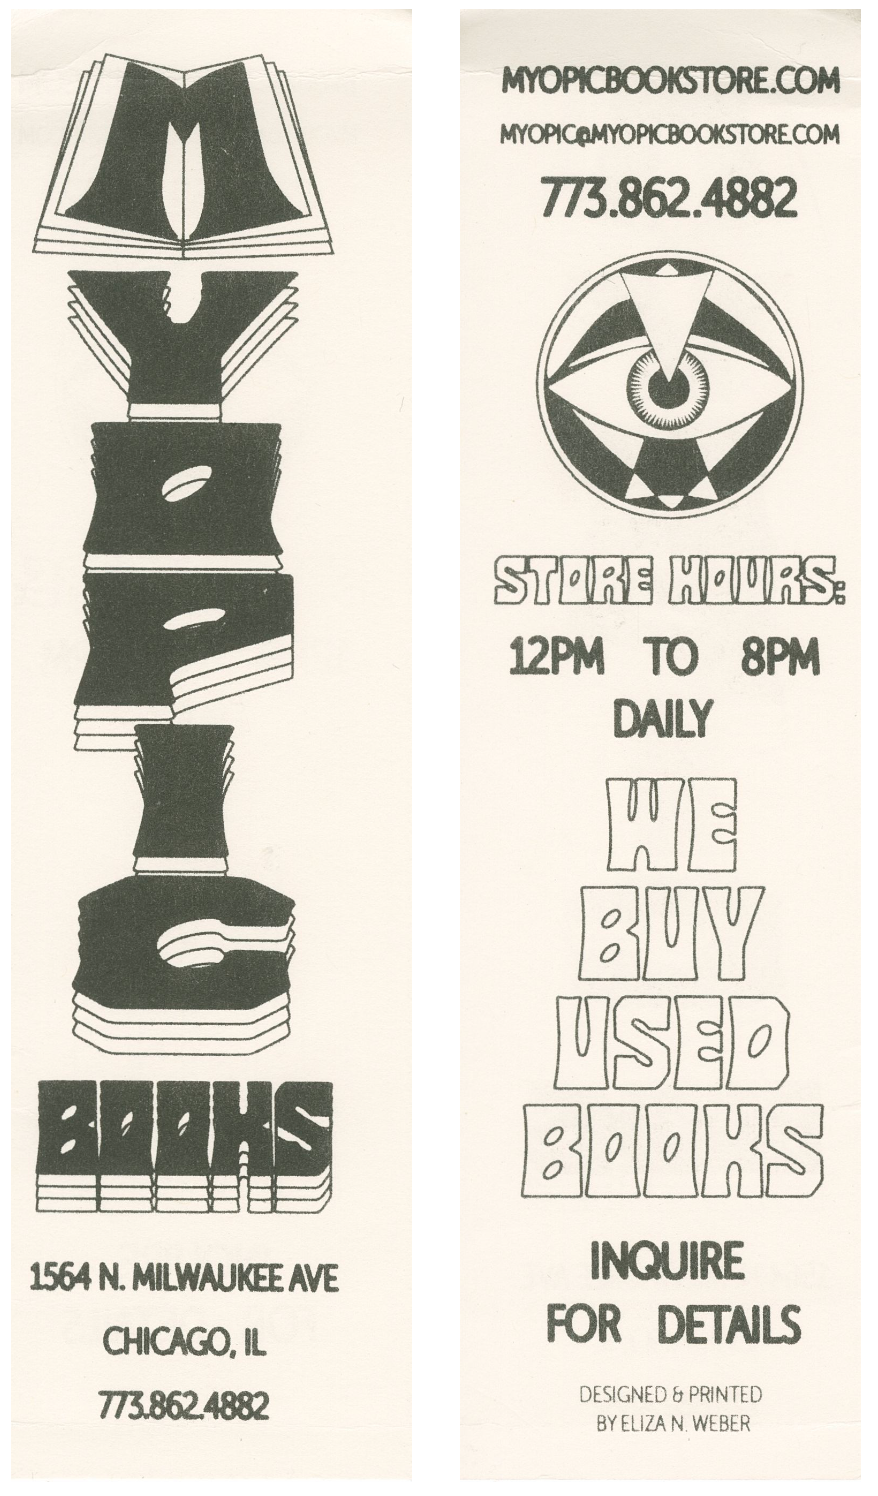 M
Y
O
P
I
C
BOOKS
1564 N. MILWAUKEE AVE
CHICAGO, IL
773.862.4882
MYOPICBOOKSTORE.COM
MYOPIC@MYOPICBOOKSTORE.COM
773.862.4882
STORE HOURS:
12PM TO 8PM
DAILY
WE
BUY
USED
BOOKS
INQUIRE
FOR DETAILS
DESIGNED & PRINTED
BY ELIZA N. WEBER